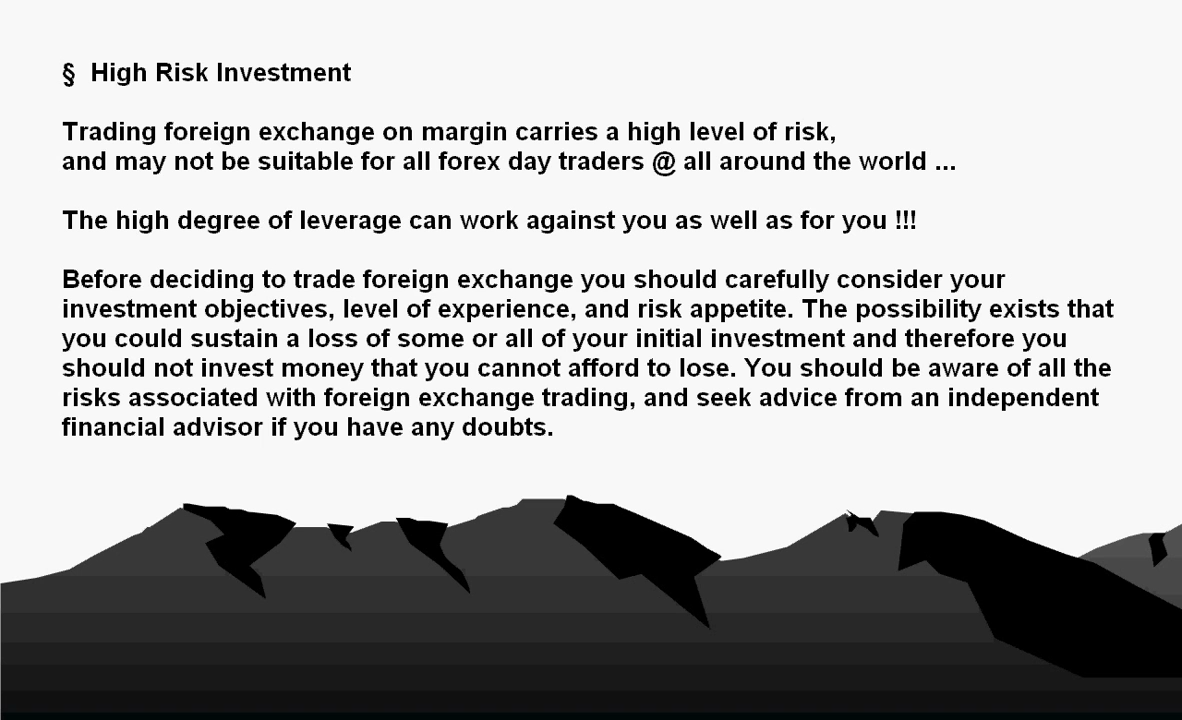 § High Risk Investment
Trading foreign exchange on margin carries a high level of risk,
and may not be suitable for all forex day traders @ all around the world ...
The high degree of leverage can work against you as well as for you !!!
Before deciding to trade foreign exchange you should carefully consider your
investment objectives, level of experience, and risk appetite. The possibility exists that
you could sustain a loss of some or all of your initial investment and therefore you
should not invest money that you cannot afford to lose. You should be aware of all the
risks associated with foreign exchange trading, and seek advice from an independent
financial advisor if you have any doubts.